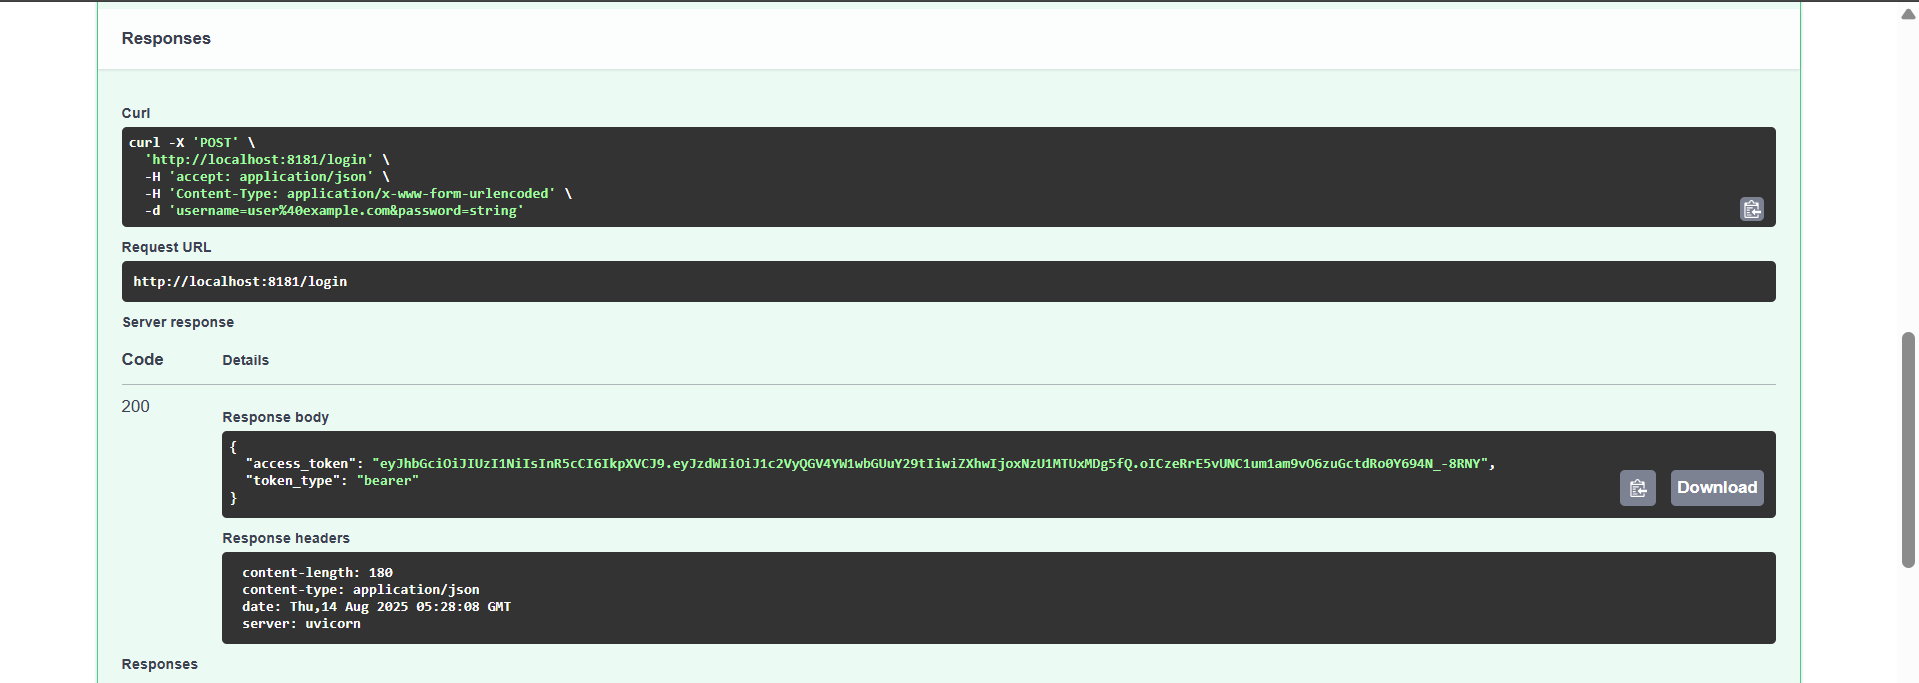 Responses
Curl
curl -X 'POST' \
  'http://localhost:8181/login' \
  -H 'accept: application/json' \
  -H 'Content-Type: application/x-www-form-urlencoded' \
  -d 'username=user%40example.com&password=string'
Request URL
http://localhost:8181/login
Server response
Code Details
200
Response body
{
  "access_token": "eyJhbGciOiJIUzI1NiIsInR5cCI6IkpXVCJ9.eyJzdWIiOiJ1c2VyQGV4YW1wbGUuY29tIiwiZXhwIjoxNzU1MTUxMDg5fQ.oICzeRrE5vUNC1um1am9vO6zuGctdRo0Y694N_-8RNY",
  "token_type": "bearer"
}
Download
Response headers
content-length: 180
content-type: application/json
date: Thu,14 Aug 2025 05:28:08 GMT
server: uvicorn
Responses